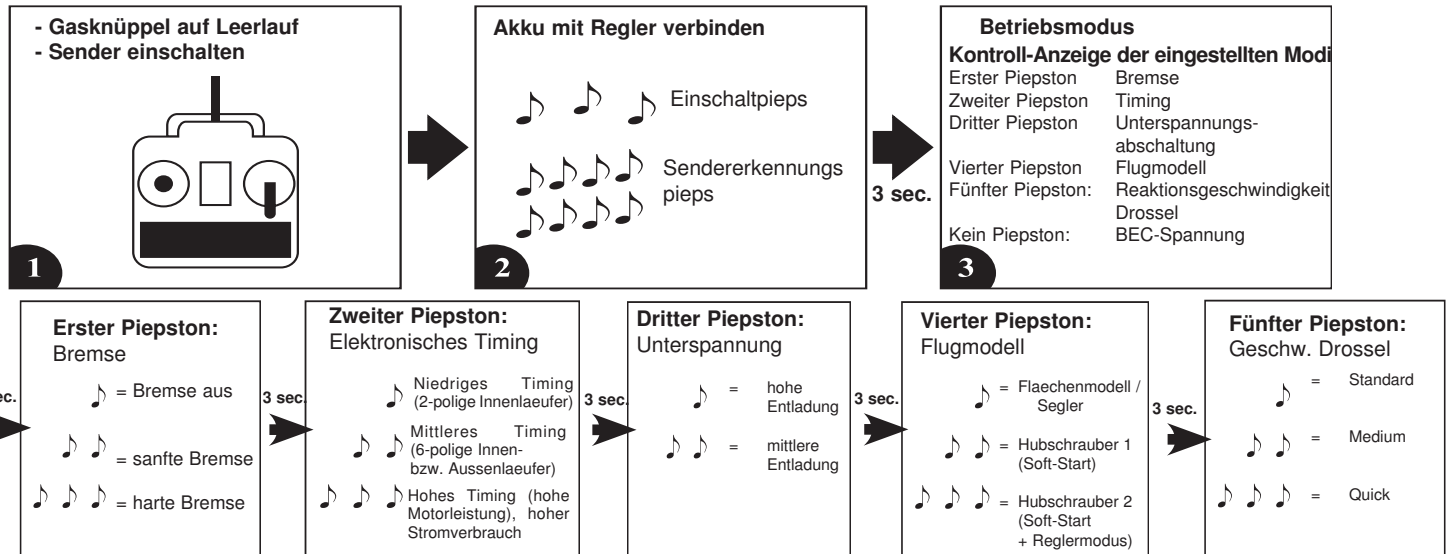 - Gasknüppel auf Leerlauf
- Sender einschalten
1
Akku mit Regler verbinden
Einschaltpieps
Sendererkennungs
pieps
2
3 sec.
Betriebsmodus
Kontroll-Anzeige der eingestellten Modi
Erster Piepston Bremse
Zweiter Piepston Timing
Dritter Piepston Unterspannungs-
abschaltung
Vierter Piepston Flugmodell
Fünfter Piepston: Reaktionsgeschwindigkeit
Drossel
Kein Piepston: BEC-Spannung
3
ec.
Erster Piepston:
Bremse
= Bremse aus
= sanfte Bremse
= harte Bremse
3 sec.
Zweiter Piepston:
Elektronisches Timing
Niedriges Timing
(2-polige Innenlaeufer)
Mittleres Timing
(6-polige Innen-
bzw. Aussenlaeufer)
Hohes Timing (hohe
Motorleistung), hoher
Stromverbrauch
3 sec.
Dritter Piepston:
Unterspannung
= hohe
Entladung
= mittlere
Entladung
3 sec.
Vierter Piepston:
Flugmodell
= Flaechenmodell /
Segler
= Hubschrauber 1
(Soft-Start)
= Hubschrauber 2
(Soft-Start
+ Reglermodus)
3 sec.
Fünfter Piepston:
Geschw. Drossel
= Standard
= Medium
= Quick